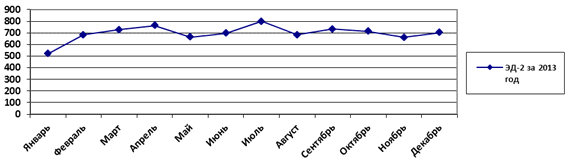 900
800
700
600
500
400
300
200
100
0
Январь
Февраль
Март
Апрель
Май
Июнь
Июль
Август
Сентябрь
Октябрь
Ноябрь
Декабрь
ЭД-2 за 2013
год